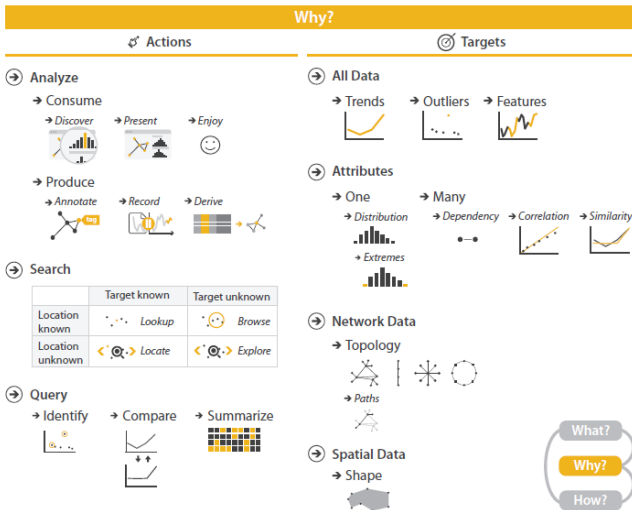 Why?
Actions
Analyze
→ Consume
→ Discover → Present → Enjoy
→ Produce
→ Annotate → Record → Derive
tag
Search
Target known Target unknown
Location known Lookup Browse
Location unknown Locate Explore
Query
→ Identify → Compare → Summarize
Targets
All Data
→ Trends → Outliers → Features
Attributes
→ One → Many
→ Distribution → Dependency → Correlation → Similarity
→ Extremes
Network Data
→ Topology
→ Paths
Spatial Data
→ Shape
What?
Why?
How?